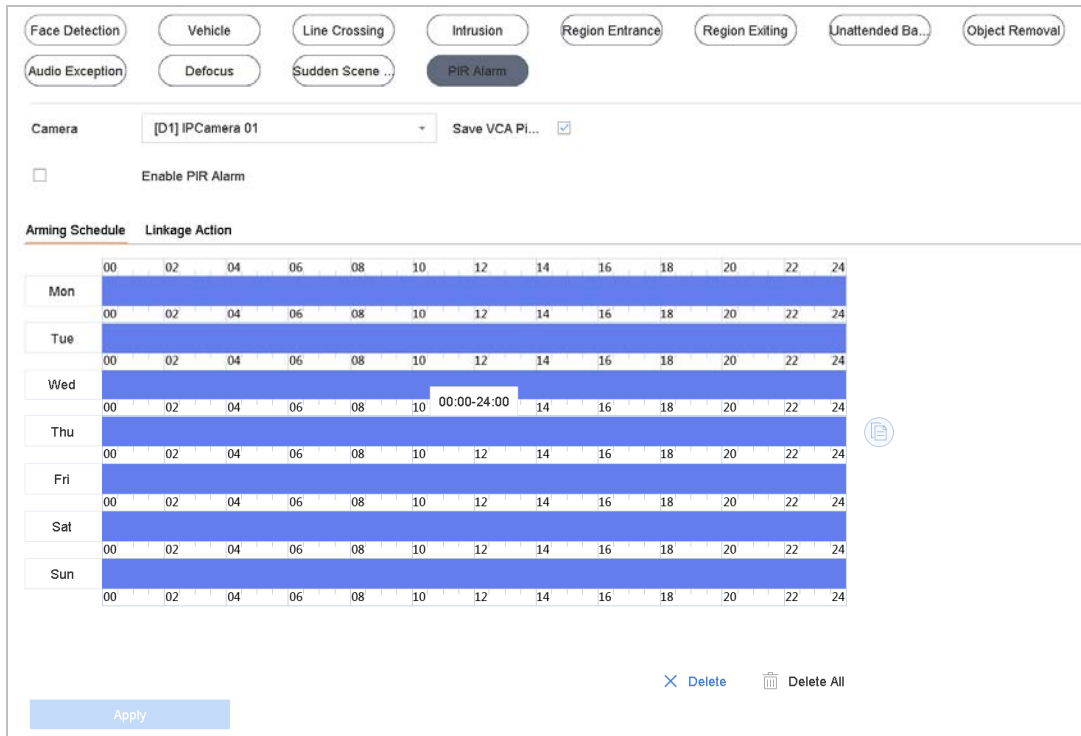 Face Detection Vehicle Line Crossing Intrusion Region Entrance Region Exiting Unattended Ba... Object Removal
Audio Exception Defocus Sudden Scene ... PIR Alarm
Camera [D1] IPCamera 01 Save VCA Pi...
Enable PIR Alarm
Arming Schedule Linkage Action
00 02 04 06 08 10 12 14 16 18 20 22 24
Mon
00 02 04 06 08 10 12 14 16 18 20 22 24
Tue
00 02 04 06 08 10 12 14 16 18 20 22 24
Wed
00:00-24:00
00 02 04 06 08 10 14 16 18 20 22 24
Thu
00 02 04 06 08 10 12 14 16 18 20 22 24
Fri
00 02 04 06 08 10 12 14 16 18 20 22 24
Sat
00 02 04 06 08 10 12 14 16 18 20 22 24
Sun
00 02 04 06 08 10 12 14 16 18 20 22 24
Delete Delete All
Apply